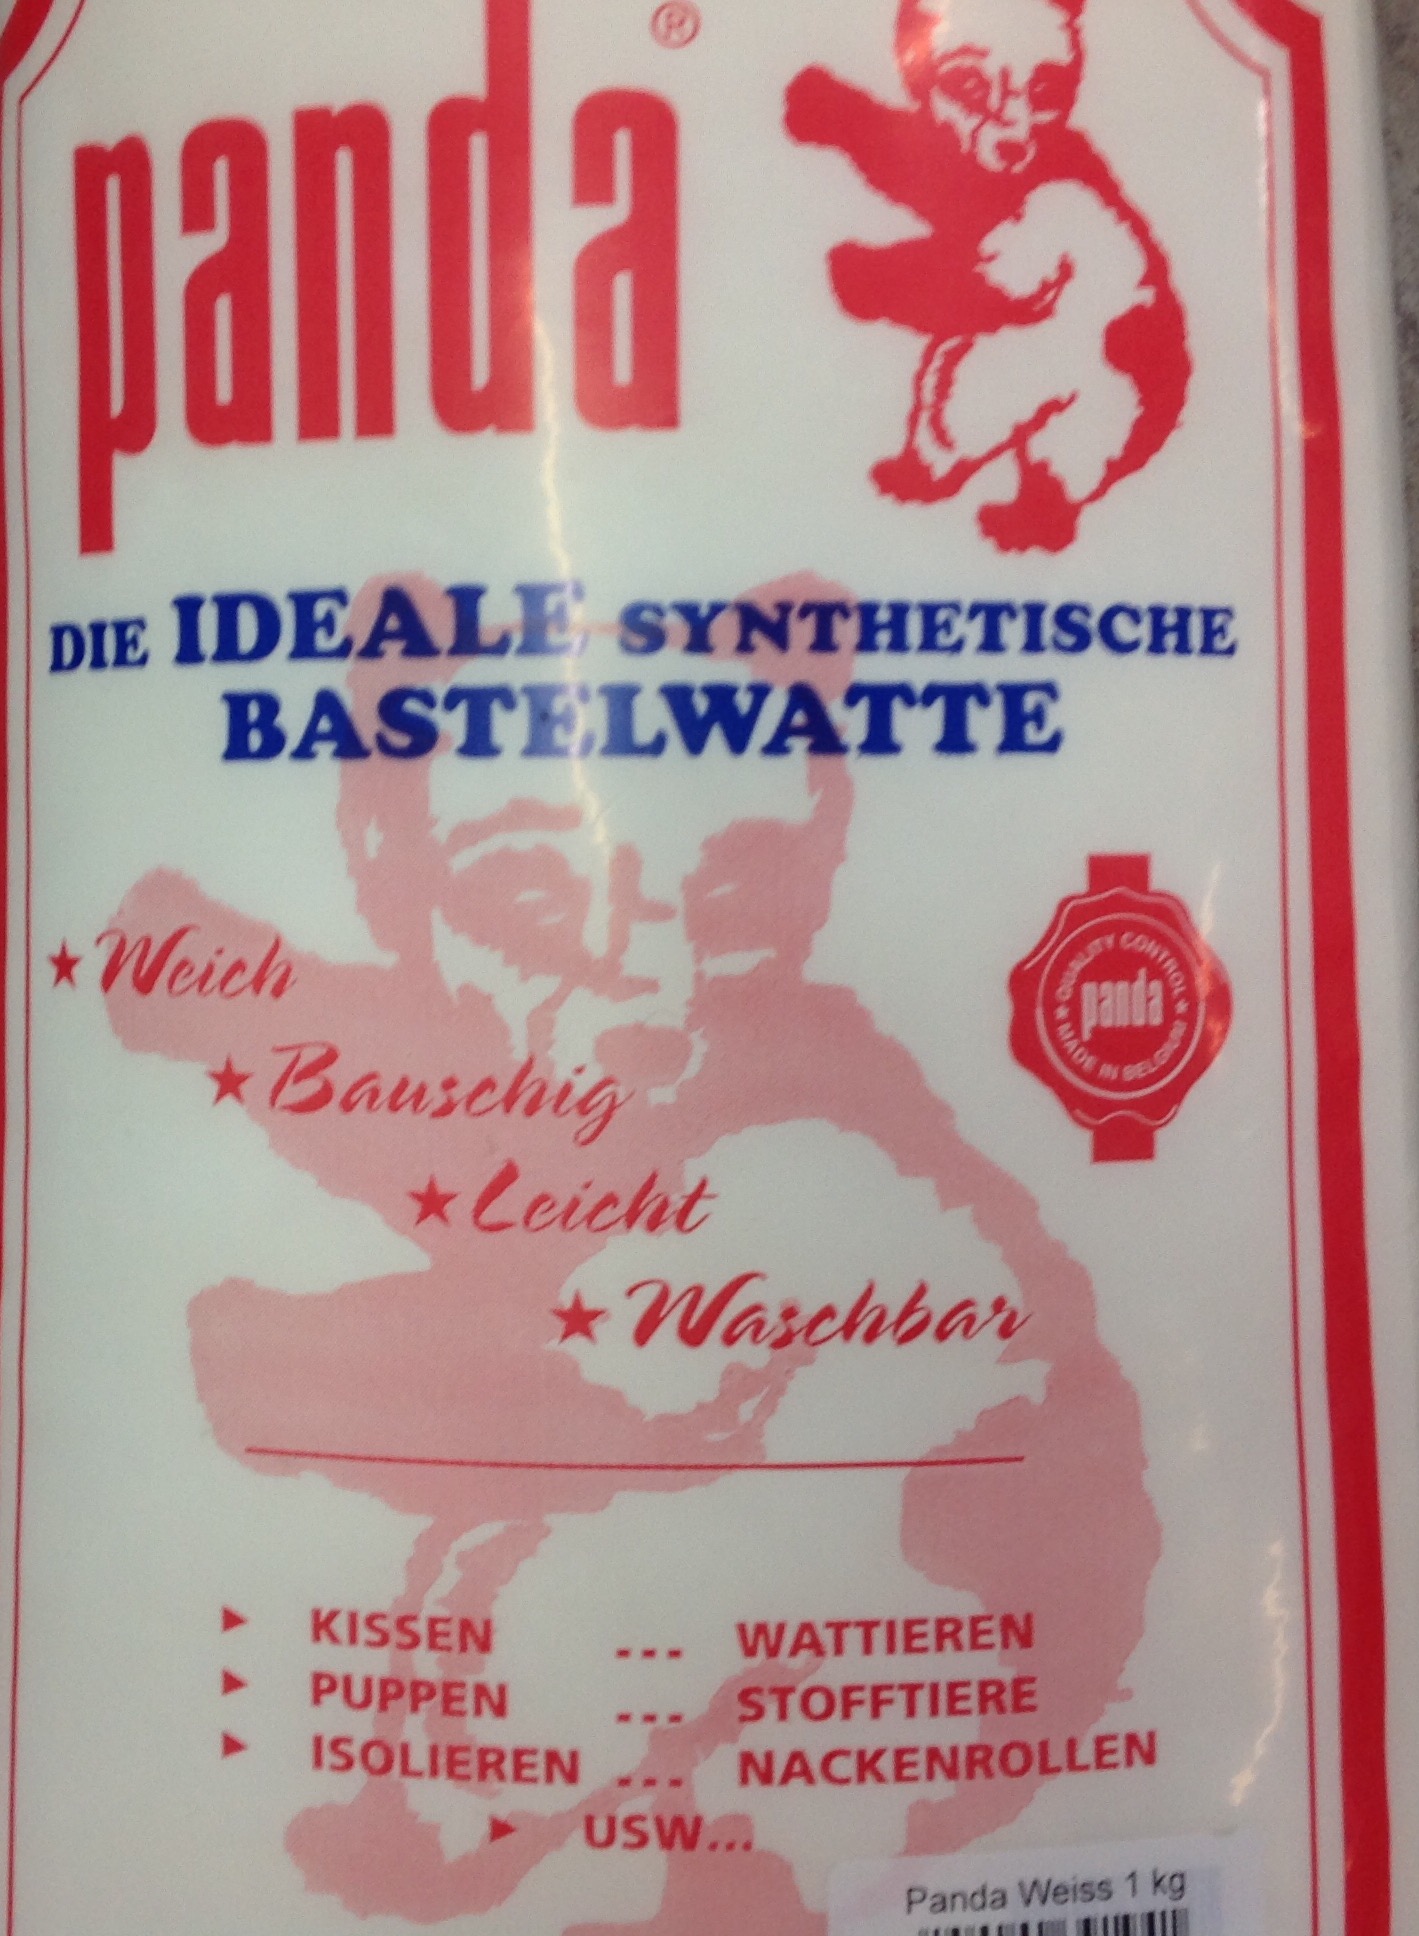 panda ®
DIE IDEALE SYNTHETISCHE
BASTELWATTE
★ Weich
★ Bauschig
★ Leicht
★ Waschbar
QUALITY CONTROL
panda
★ MADE IN BELGIUM ★
► KISSEN --- WATTIEREN
► PUPPEN --- STOFFTIERE
► ISOLIEREN --- NACKENROLLEN
► USW...
Panda Weiss 1 kg